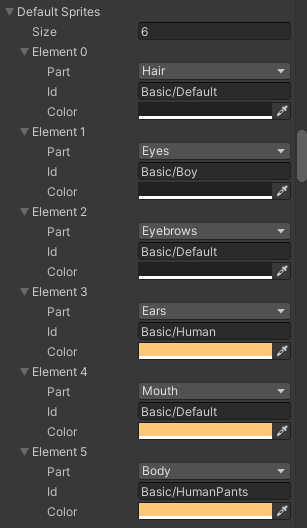 Default Sprites
Size 6
Element 0
Part Hair
Id Basic/Default
Color
Element 1
Part Eyes
Id Basic/Boy
Color
Element 2
Part Eyebrows
Id Basic/Default
Color
Element 3
Part Ears
Id Basic/Human
Color
Element 4
Part Mouth
Id Basic/Default
Color
Element 5
Part Body
Id Basic/HumanPants
Color